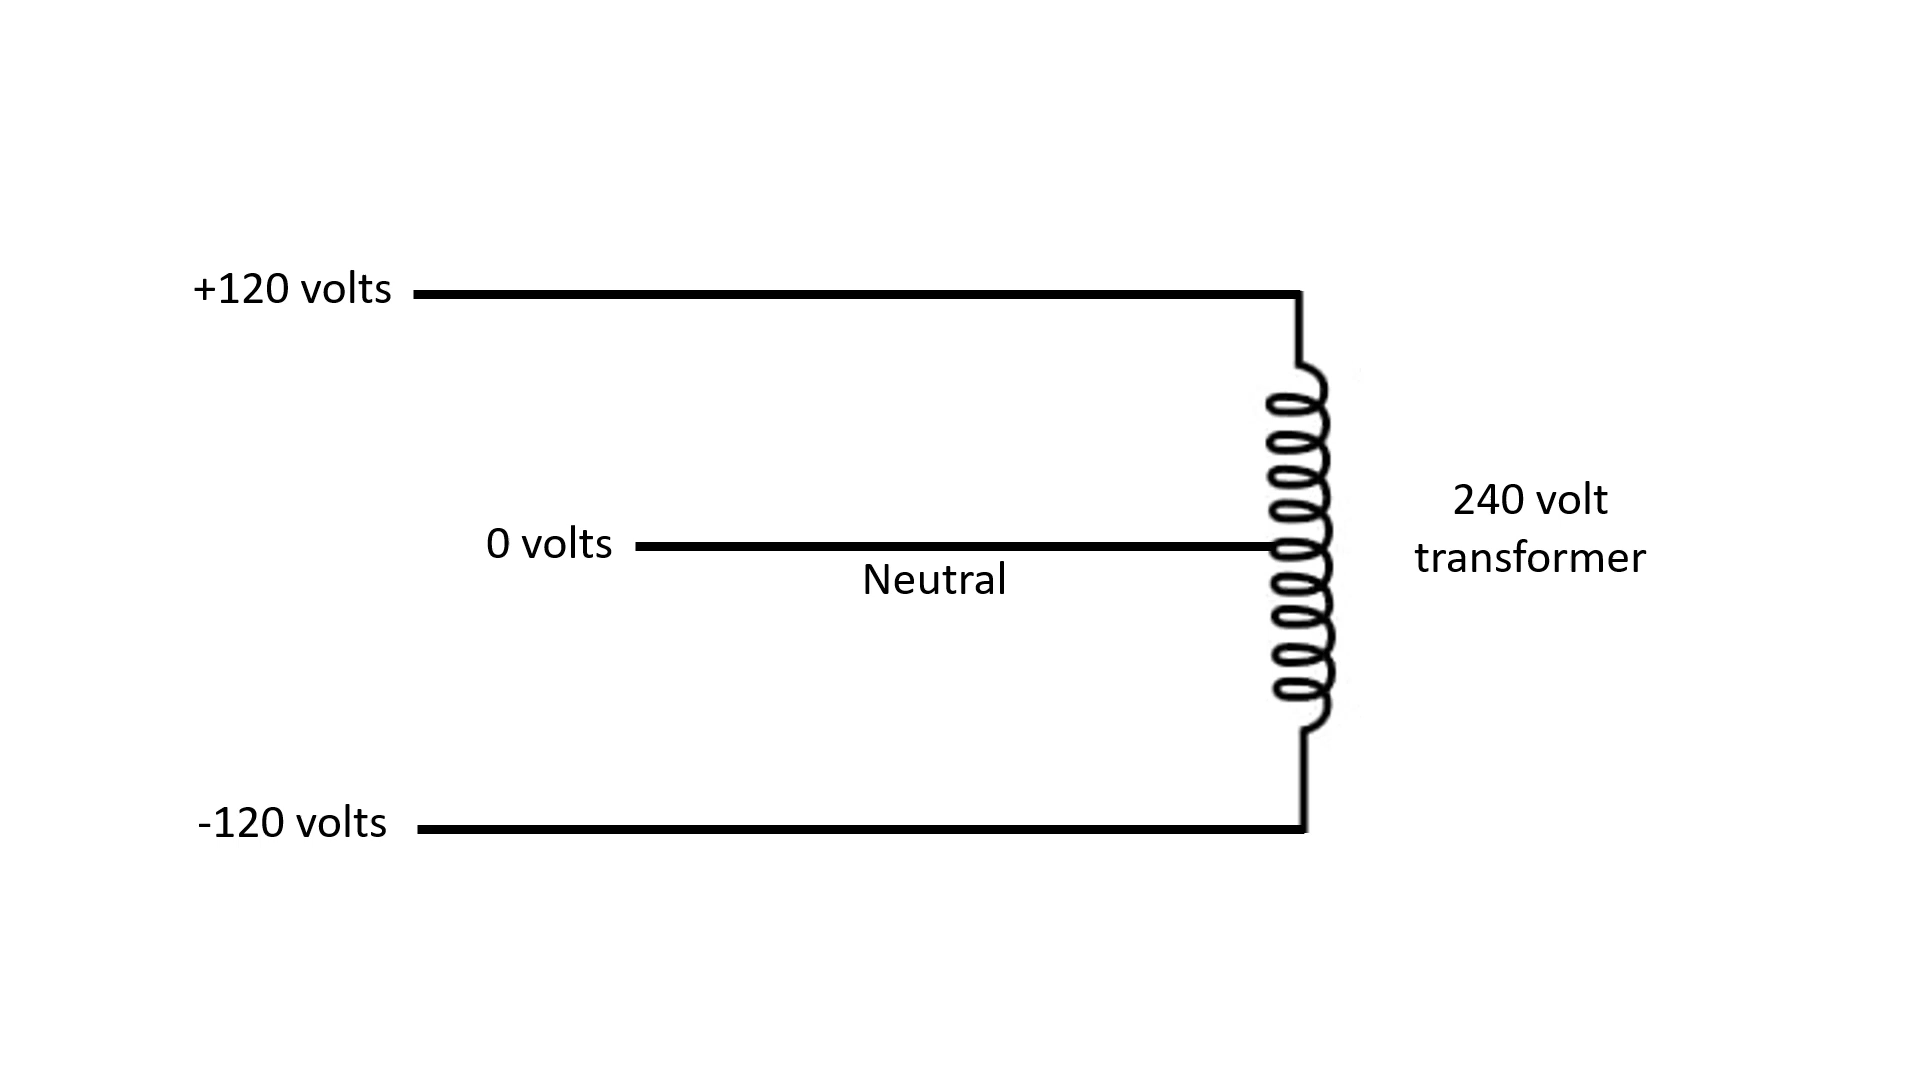 +120 volts
0 volts
Neutral
240 volt
transformer
-120 volts